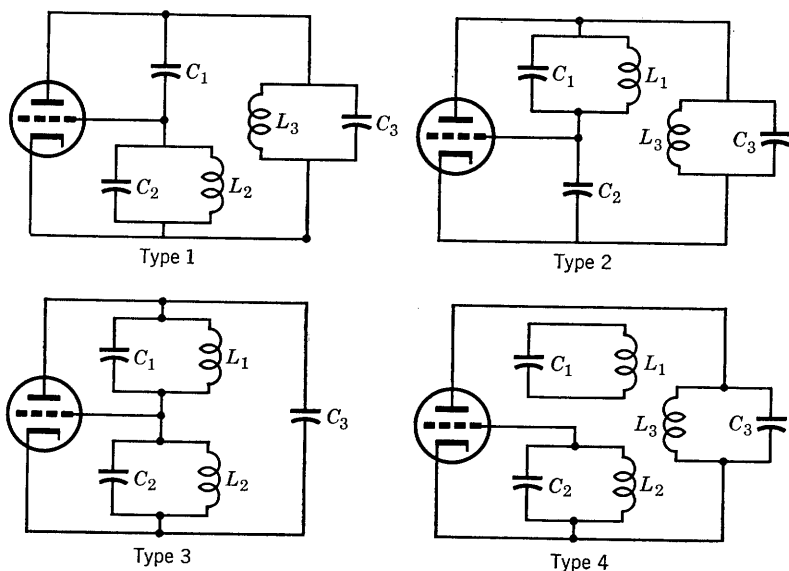 C₁
L₃
C₃
C₂
L₂
Type 1
C₁
L₁
L₃
C₃
C₂
Type 2
C₁
L₁
C₃
C₂
L₂
Type 3
C₁
L₁
L₃
C₃
C₂
L₂
Type 4